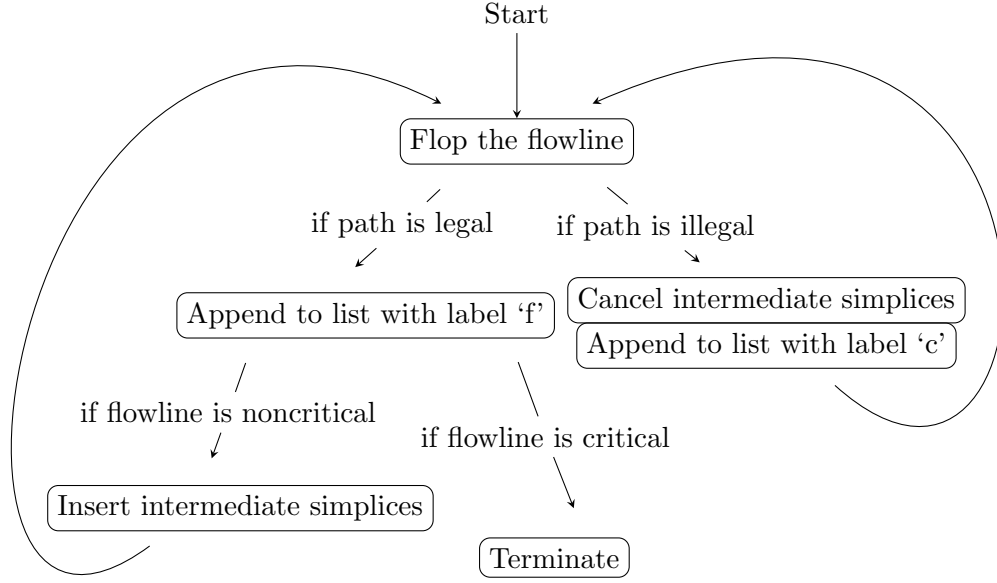 Start
Flop the flowline
if path is legal
if path is illegal
Cancel intermediate simplices
Append to list with label ‘f’
Append to list with label ‘c’
if flowline is noncritical
if flowline is critical
Insert intermediate simplices
Terminate